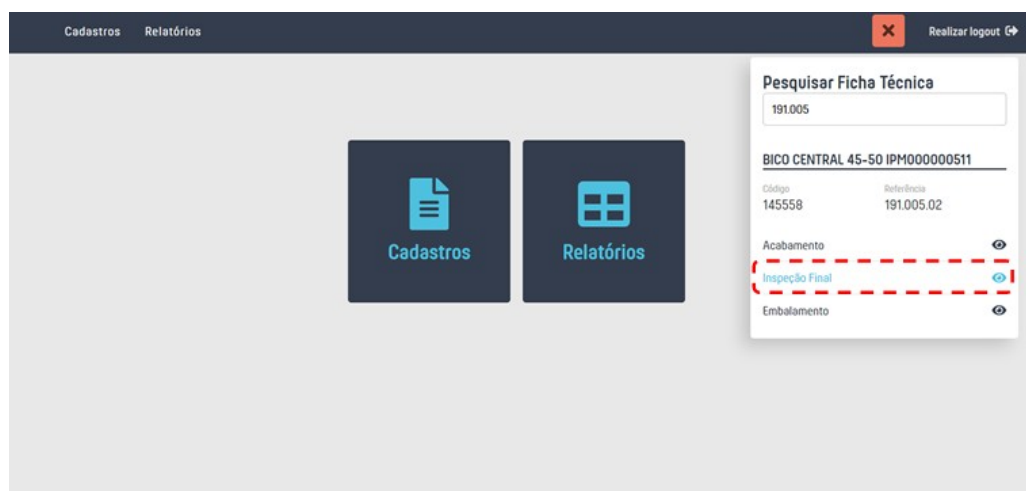 Cadastros Relatórios Realizar logout
Pesquisar Ficha Técnica
191.005
BICO CENTRAL 45-50 IPM000000511
Código Referência
145558 191.005.02
Cadastros Relatórios
Acabamento
Inspeção Final
Embalamento